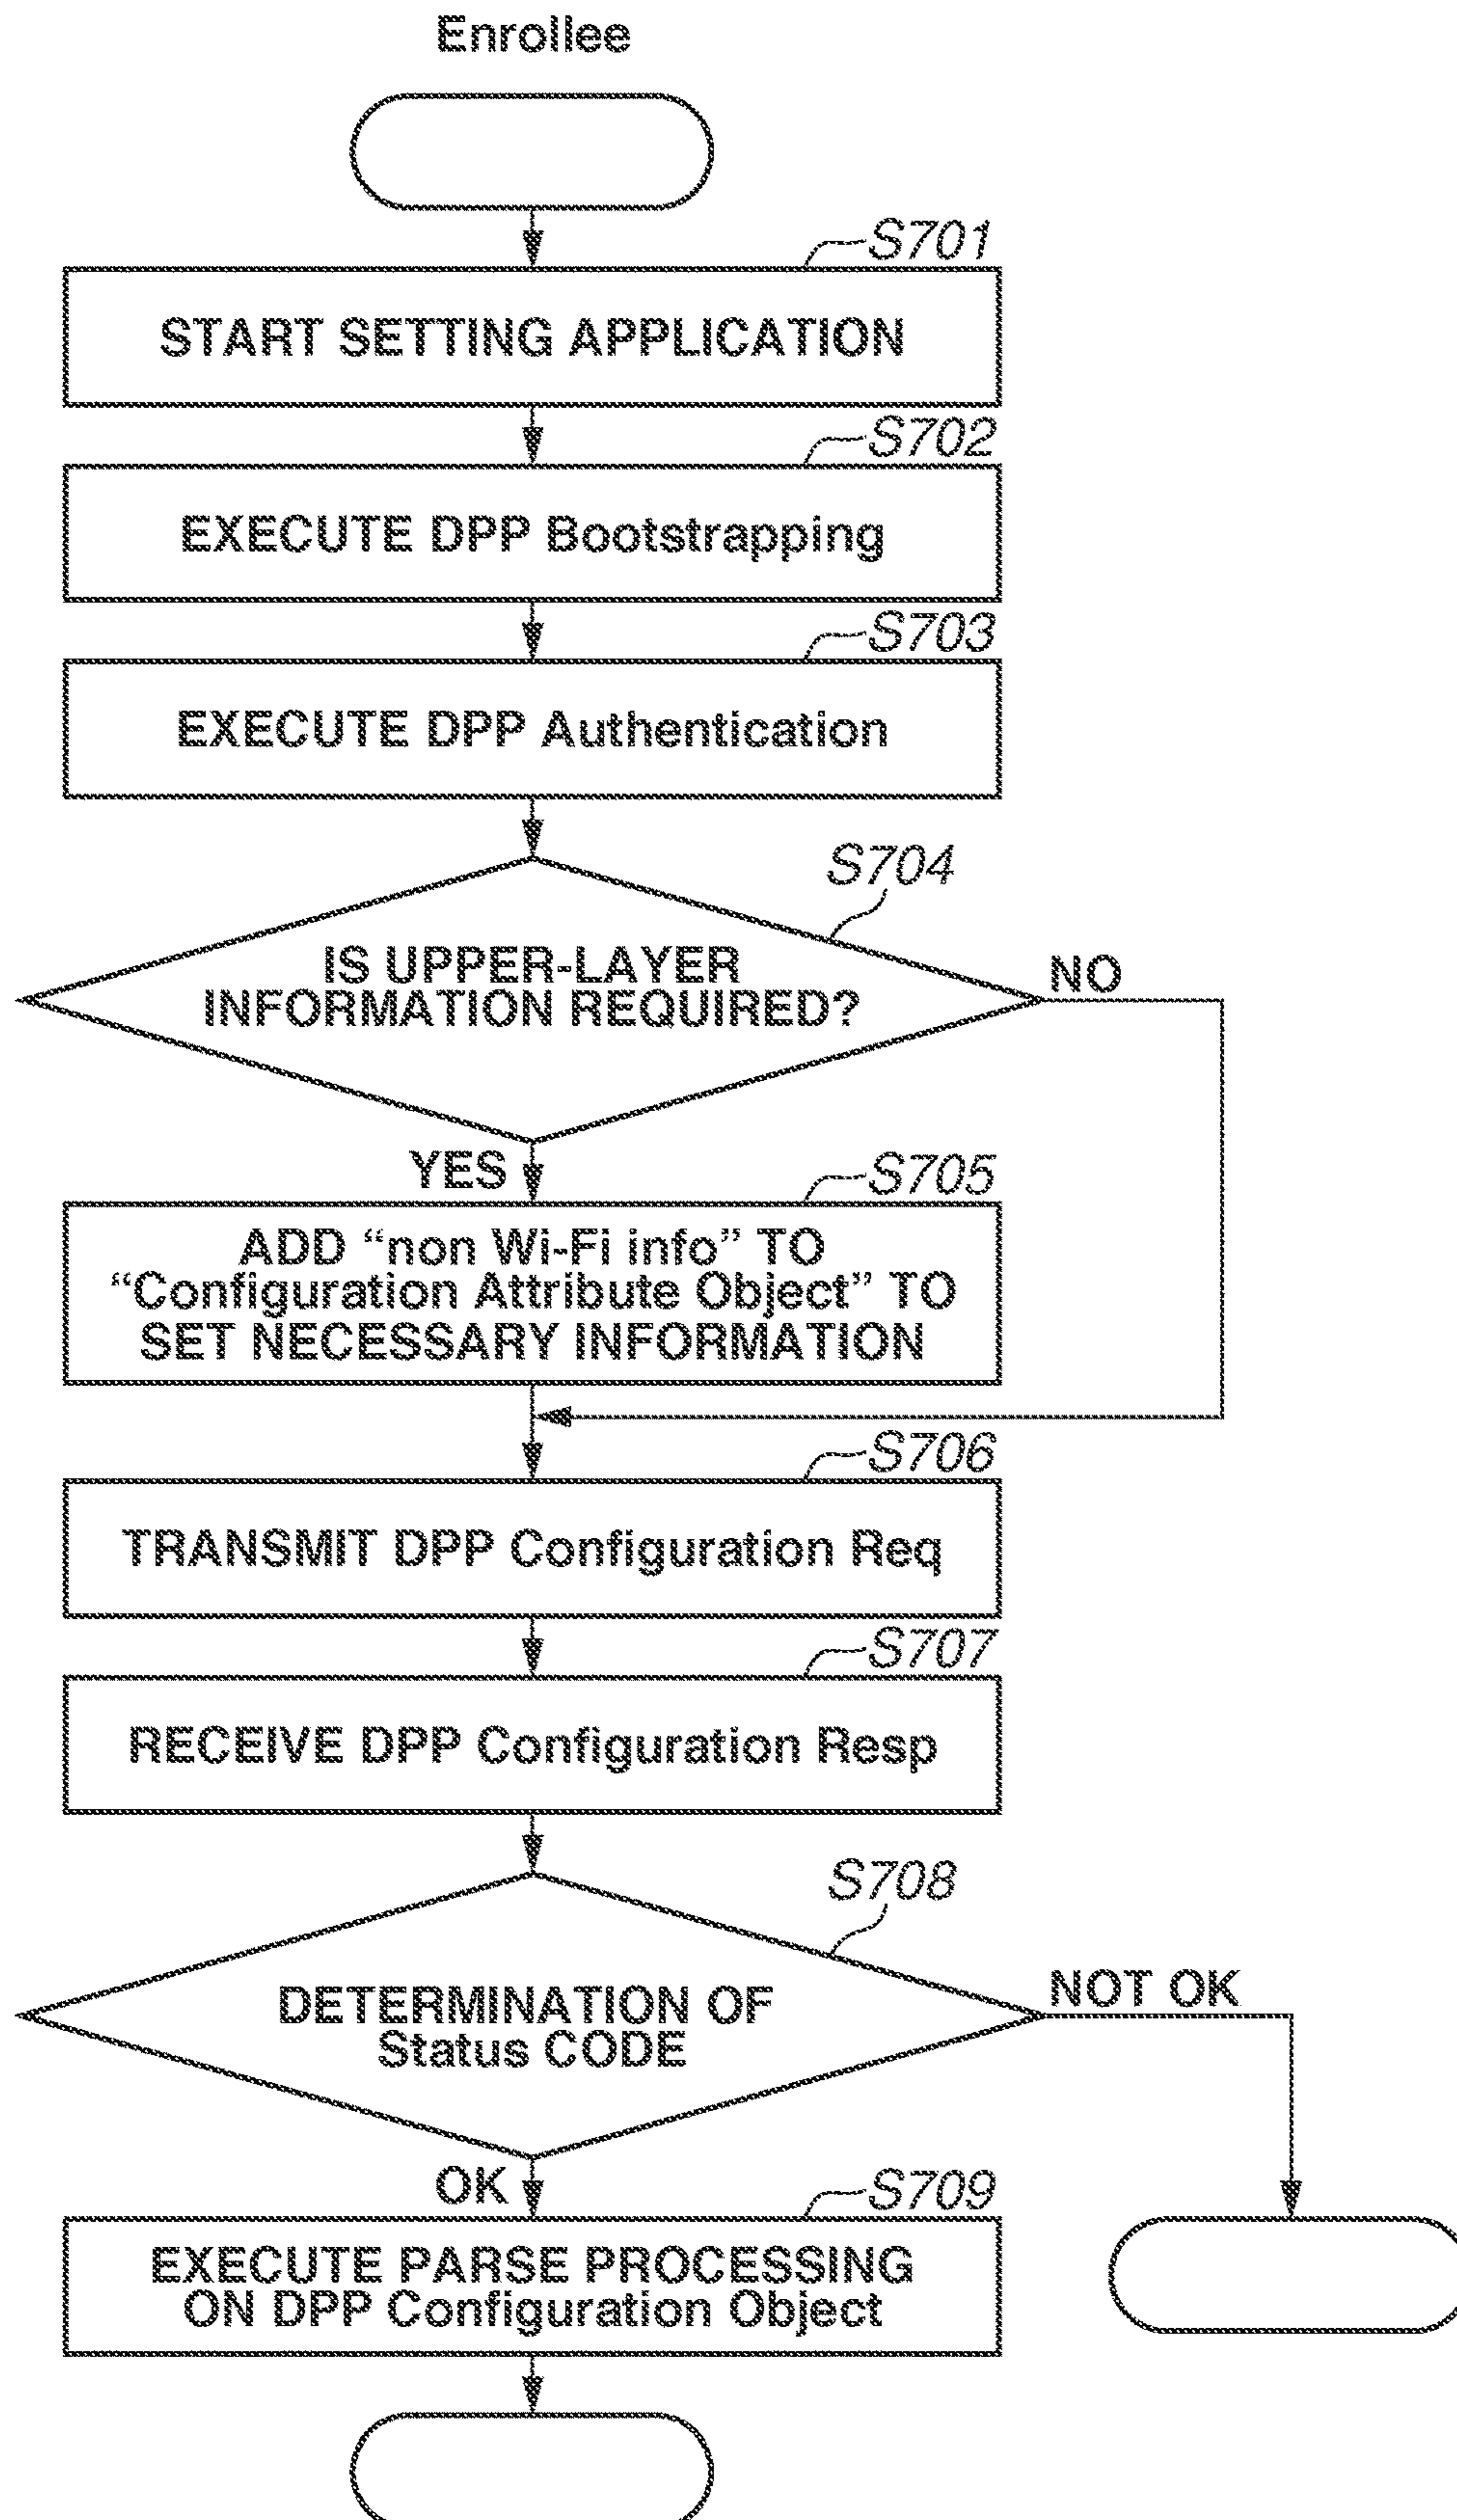 Enrollee
S701
START SETTING APPLICATION
S702
EXECUTE DPP Bootstrapping
S703
EXECUTE DPP Authentication
S704
IS UPPER-LAYER
INFORMATION REQUIRED?
NO
YES
S705
ADD “non Wi-Fi info” TO
“Configuration Attribute Object” TO
SET NECESSARY INFORMATION
S706
TRANSMIT DPP Configuration Req
S707
RECEIVE DPP Configuration Resp
S708
DETERMINATION OF
Status CODE
NOT OK
OK
S709
EXECUTE PARSE PROCESSING
ON DPP Configuration Object